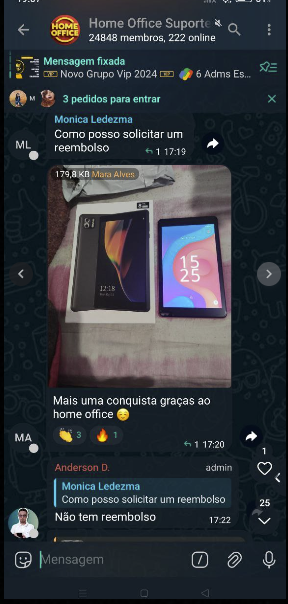 HOME OFFICE
Home Office Suporte
24848 membros, 222 online
Mensagem fixada
Novo Grupo Vip 2024
6 Adms Es...
M
3 pedidos para entrar
Monica Ledezma
Como posso solicitar um
reembolso
1 17:19
ML
179,8 KB Mara Alves
12:18
15
25
Mais uma conquista graças ao
home office
3
1
MA
1 17:20
1
Anderson D.
admin
Monica Ledezma
Como posso solicitar um reembolso
Não tem reembolso
17:22
25
Mensagem